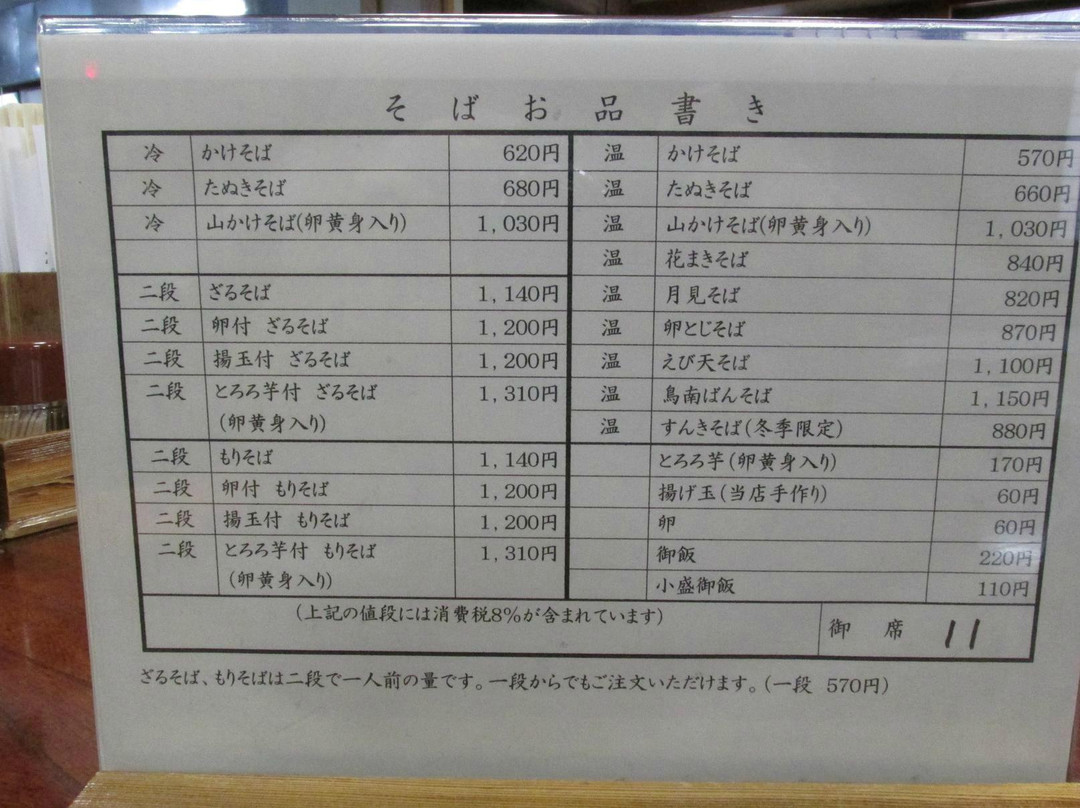 そばお品書き
冷 かけそば 620円
冷 たぬきそば 680円
冷 山かけそば(卵黄身入り) 1,030円
二段 ざるそば 1,140円
二段 卵付 ざるそば 1,200円
二段 揚玉付 ざるそば 1,200円
二段 とろろ芋付 ざるそば 1,310円
(卵黄身入り)
二段 もりそば 1,140円
二段 卵付 もりそば 1,200円
二段 揚玉付 もりそば 1,200円
二段 とろろ芋付 もりそば 1,310円
(卵黄身入り)
温 かけそば 570円
温 たぬきそば 660円
温 山かけそば(卵黄身入り) 1,030円
温 花まきそば 840円
温 月見そば 820円
温 卵とじそば 870円
温 えび天そば 1,100円
温 鳥南ばんそば 1,150円
温 すんきそば(冬季限定) 880円
とろろ芋(卵黄身入り) 170円
揚げ玉(当店手作り) 60円
卵 60円
御飯 220円
小盛御飯 110円
(上記の値段には消費税8%が含まれています)
御席 11
ざるそば、もりそばは二段で一人前の量です。一段からでもご注文いただけます。(一段 570円)